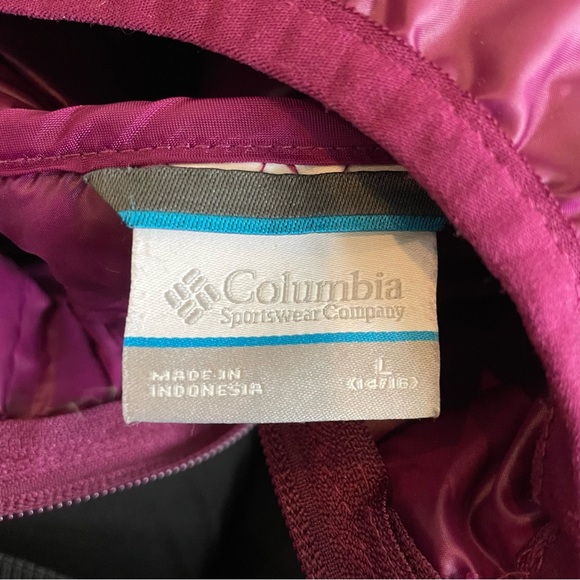 Columbia
Sportswear Company
MADE IN
INDONESIA
L
(14/16)